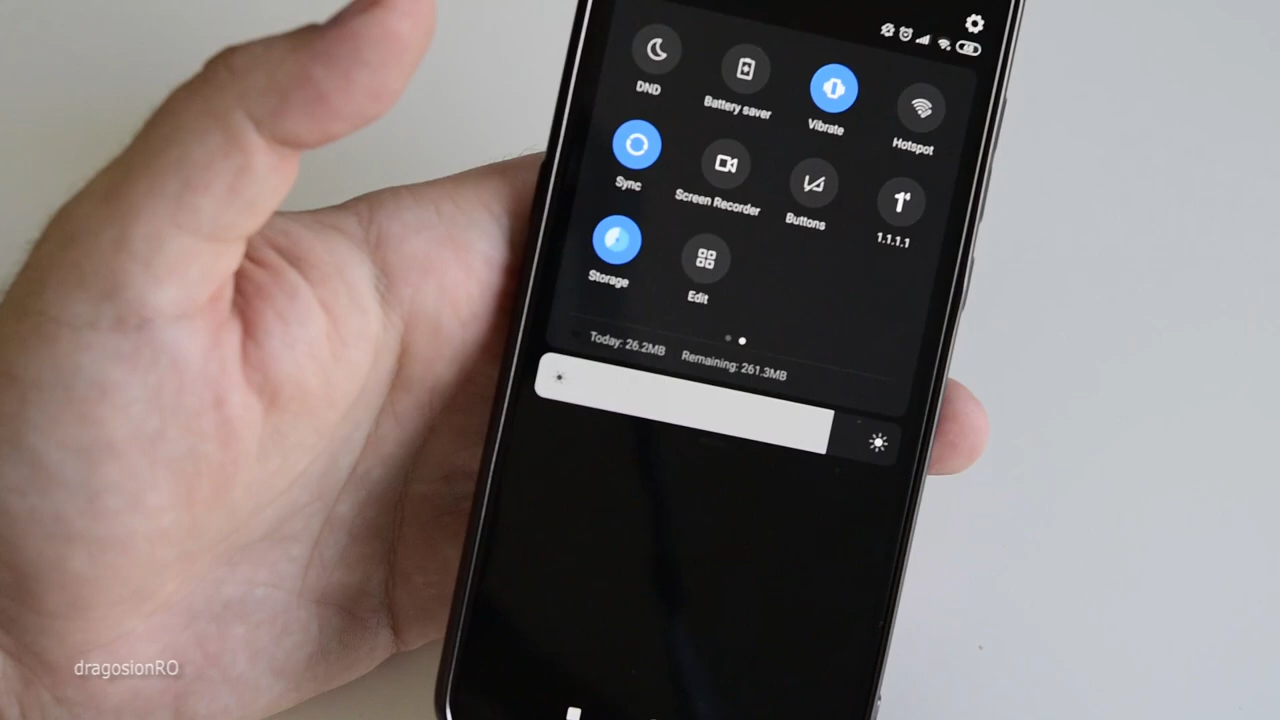 DND
Battery saver
Vibrate
Hotspot
Sync
Screen Recorder
Buttons
1.1.1.1
Storage
Edit
Today: 26.2MB Remaining: 261.3MB
dragosionRO